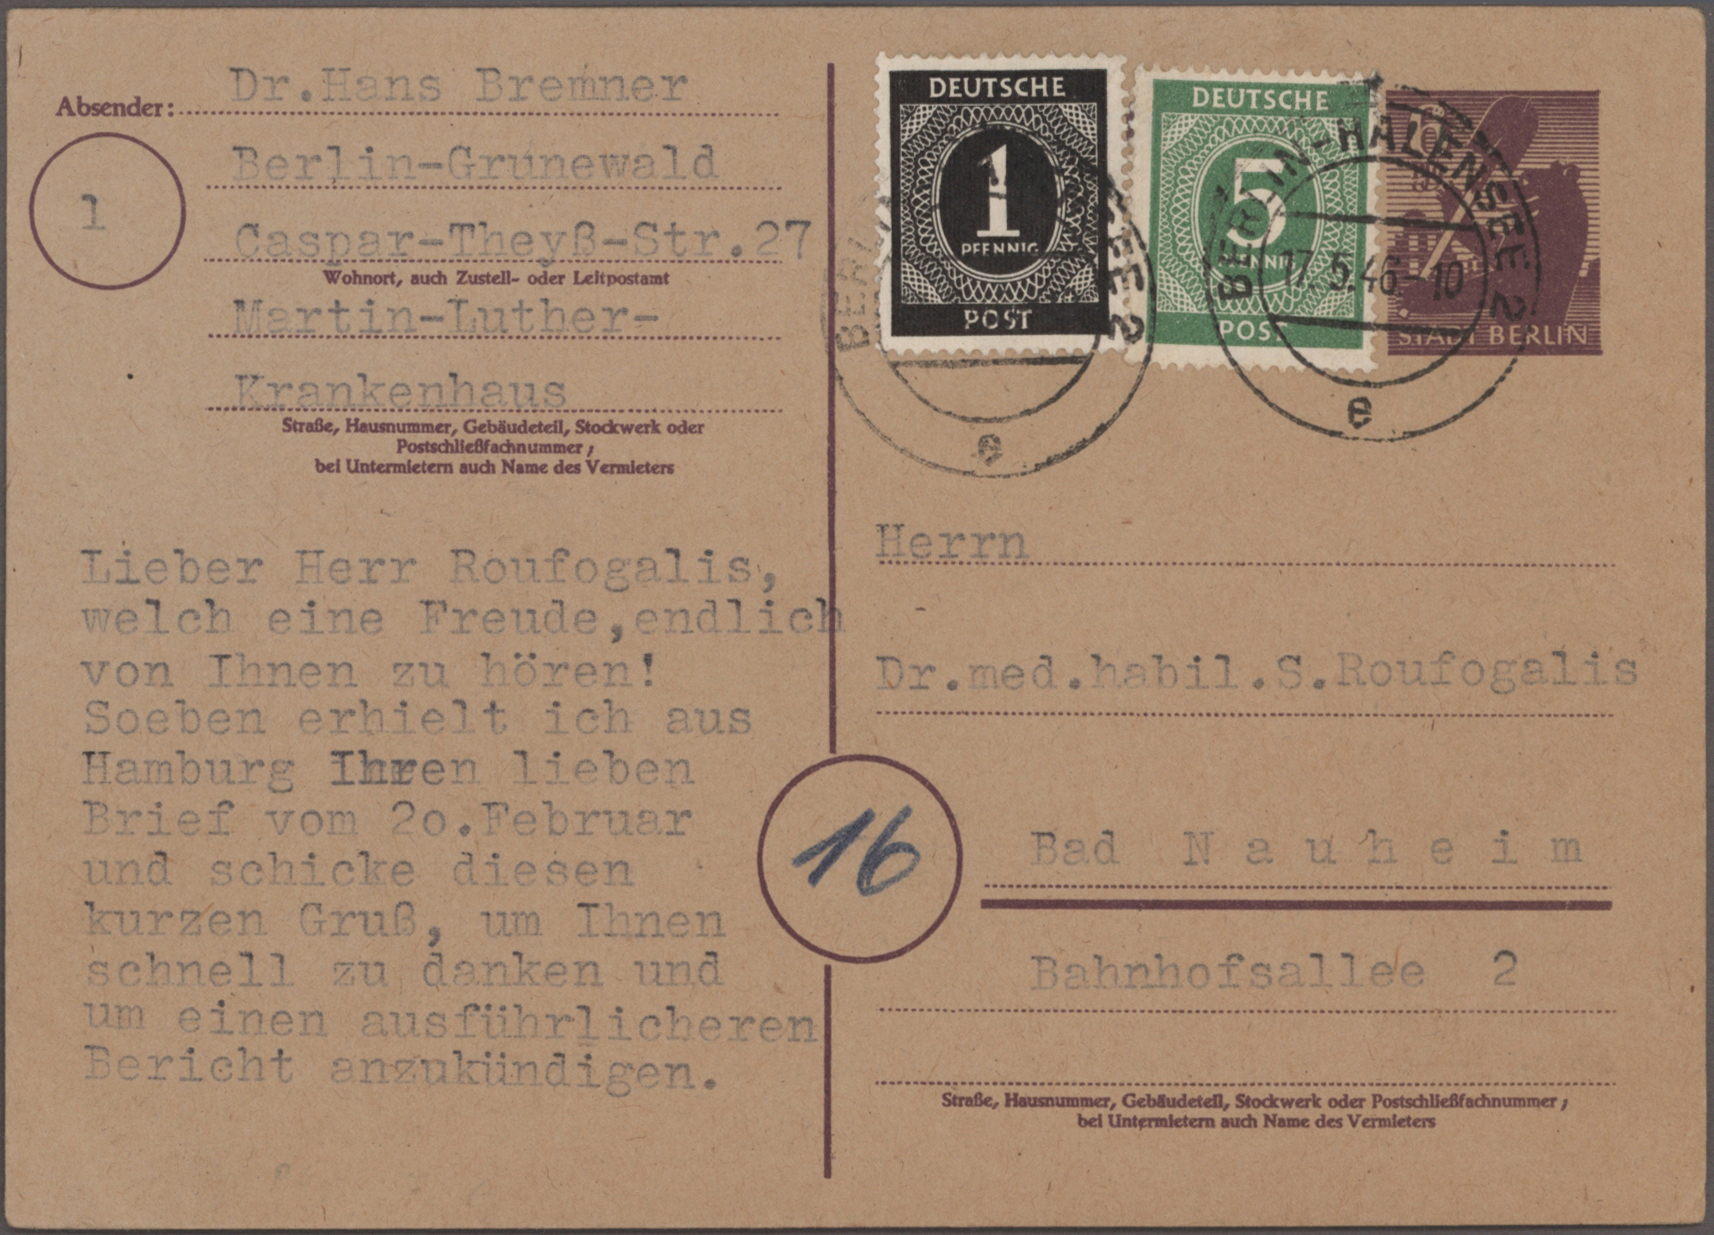 Absender: Dr.Hans Bremner
Berlin-Grunewald
1
Caspar-Theyß-Str.27
Wohnort, auch Zustell- oder Leitpostamt
Martin-Luther-
Krankenhaus
Straße, Hausnummer, Gebäudeteil, Stockwerk oder
Postschließfachnummer;
bei Untermietern auch Name des Vermieters
Lieber Herr Roufogalis,
welch eine Freude,endlich
von Ihnen zu hören!
Soeben erhielt ich aus
Hamburg Ihren lieben
Brief vom 2o.Februar
und schicke diesen
kurzen Gruß, um Ihnen
schnell zu danken und
um einen ausführlicheren
Bericht anzukündigen.
DEUTSCHE
1
PFENNIG
POST
DEUTSCHE
5
PFENNIG
POST
STADT BERLIN
BERLIN-HALENSEE 2
17.5.46.-10
e
e
Herrn
Dr.med.habil.S.Roufogalis
16
Bad N a u h e i m
Bahnhofsallee 2
Straße, Hausnummer, Gebäudeteil, Stockwerk oder Postschließfachnummer;
bei Untermietern auch Name des Vermieters